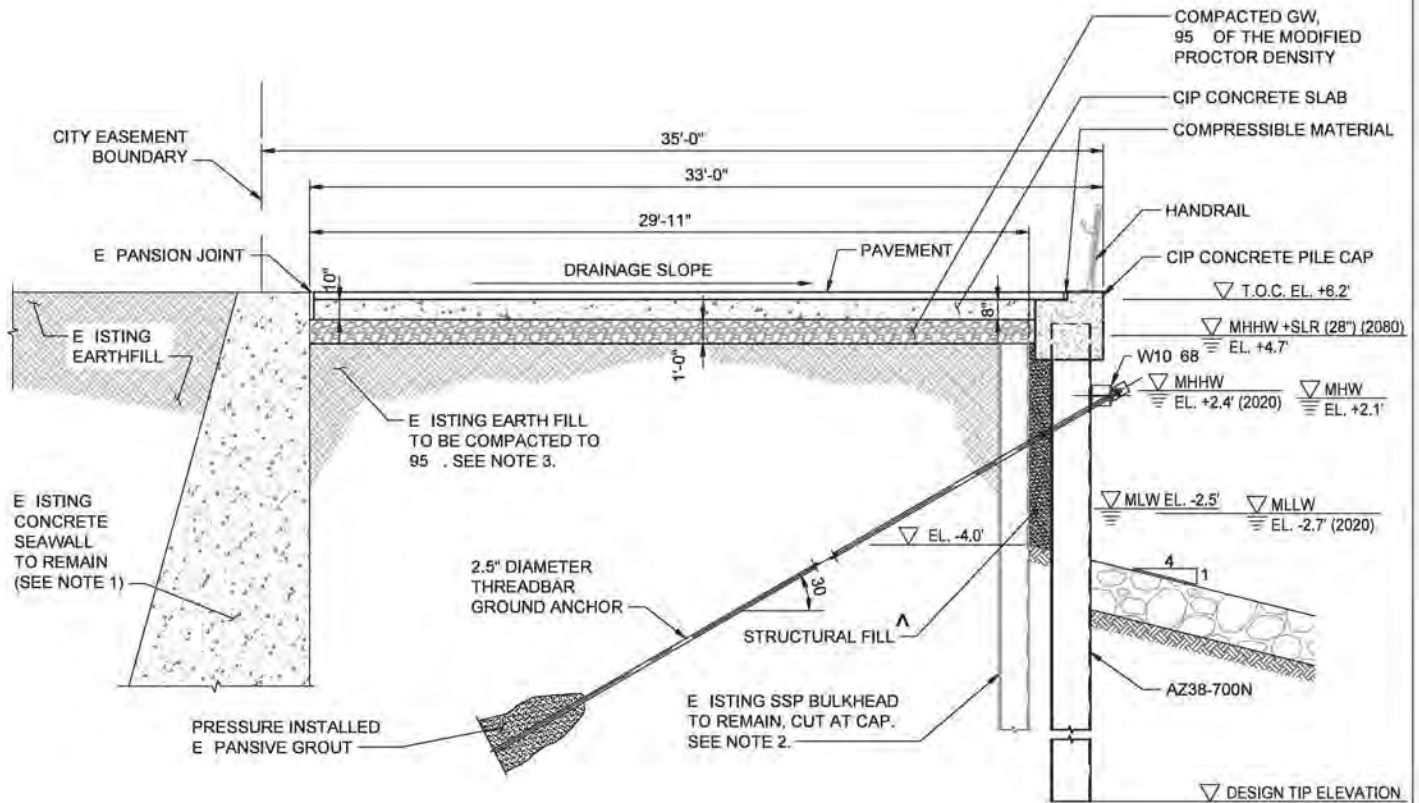 COMPACTED GW,
95 OF THE MODIFIED
PROCTOR DENSITY
CIP CONCRETE SLAB
COMPRESSIBLE MATERIAL
CITY EASEMENT
BOUNDARY
35'-0"
33'-0"
29'-11"
HANDRAIL
E PANSION JOINT
10"
DRAINAGE SLOPE
PAVEMENT
CIP CONCRETE PILE CAP
8"
T.O.C. EL. +6.2'
E ISTING
EARTHFILL
1'-0"
MHHW +SLR (28") (2080)
EL. +4.7'
W10 68
MHHW
EL. +2.4' (2020)
MHW
EL. +2.1'
E ISTING EARTH FILL
TO BE COMPACTED TO
95 . SEE NOTE 3.
E ISTING
CONCRETE
SEAWALL
TO REMAIN
(SEE NOTE 1)
MLW EL. -2.5'
MLLW
EL. -2.7' (2020)
EL. -4.0'
2.5" DIAMETER
THREADBAR
GROUND ANCHOR
30
4
1
STRUCTURAL FILL
^
AZ38-700N
PRESSURE INSTALLED
E PANSIVE GROUT
E ISTING SSP BULKHEAD
TO REMAIN, CUT AT CAP.
SEE NOTE 2.
DESIGN TIP ELEVATION